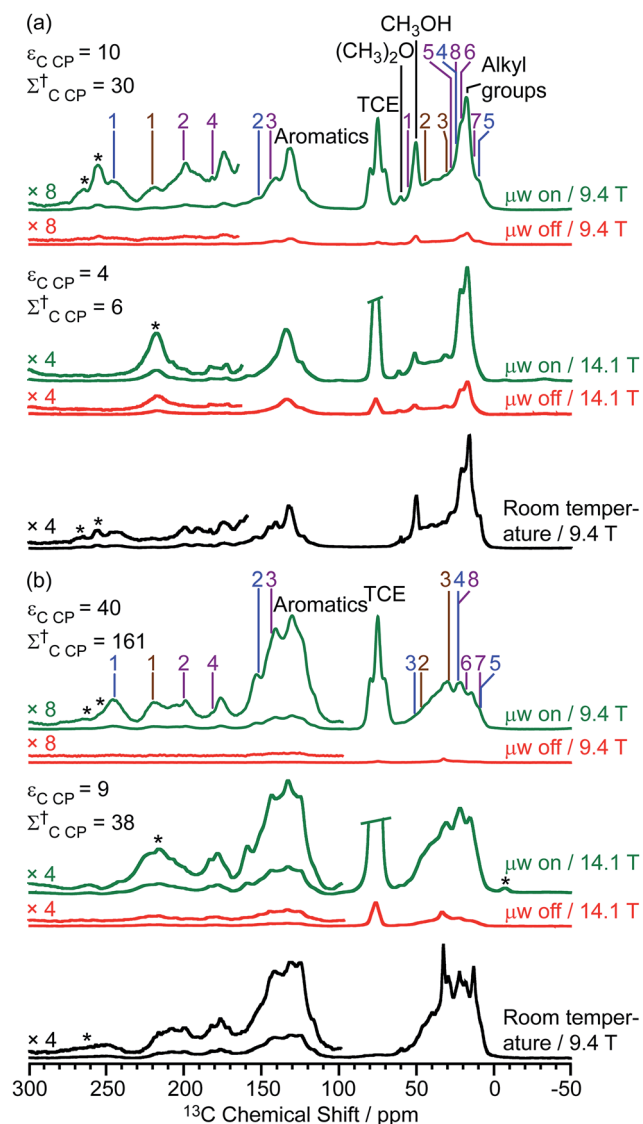 (a)
ε_C CP = 10
Σ†_C CP = 30
CH₃OH
(CH₃)₂O
5 4 8 6
Alkyl
groups
TCE
1 1 2 4 2 3 Aromatics 1 2 3 7 5
* *
× 8 μw on / 9.4 T
× 8 μw off / 9.4 T
ε_C CP = 4
Σ†_C CP = 6
*
× 4 μw on / 14.1 T
× 4 μw off / 14.1 T
* *
× 4 Room temper-
ature / 9.4 T
(b)
ε_C CP = 40
Σ†_C CP = 161
2 3 Aromatics TCE 3 4 8
1 1 2 4 3 2 6 7 5
* *
× 8 μw on / 9.4 T
× 8 μw off / 9.4 T
ε_C CP = 9
Σ†_C CP = 38
*
× 4 μw on / 14.1 T
*
× 4 μw off / 14.1 T
× 4 * Room temper-
ature / 9.4 T
300 250 200 150 100 50 0 -50
¹³C Chemical Shift / ppm